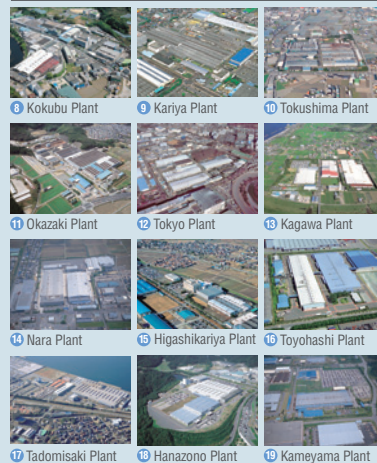 8 Kokubu Plant
9 Kariya Plant
10 Tokushima Plant
11 Okazaki Plant
12 Tokyo Plant
13 Kagawa Plant
14 Nara Plant
15 Higashikariya Plant
16 Toyohashi Plant
17 Tadomisaki Plant
18 Hanazono Plant
19 Kameyama Plant